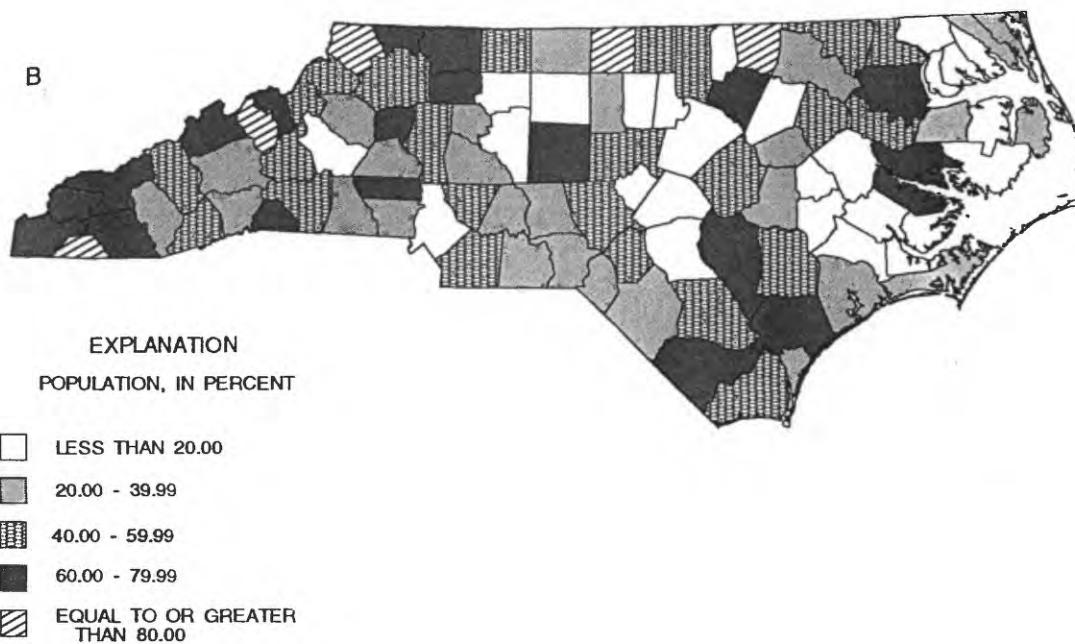 B
EXPLANATION
POPULATION, IN PERCENT
LESS THAN 20.00
20.00 - 39.99
40.00 - 59.99
60.00 - 79.99
EQUAL TO OR GREATER
THAN 80.00